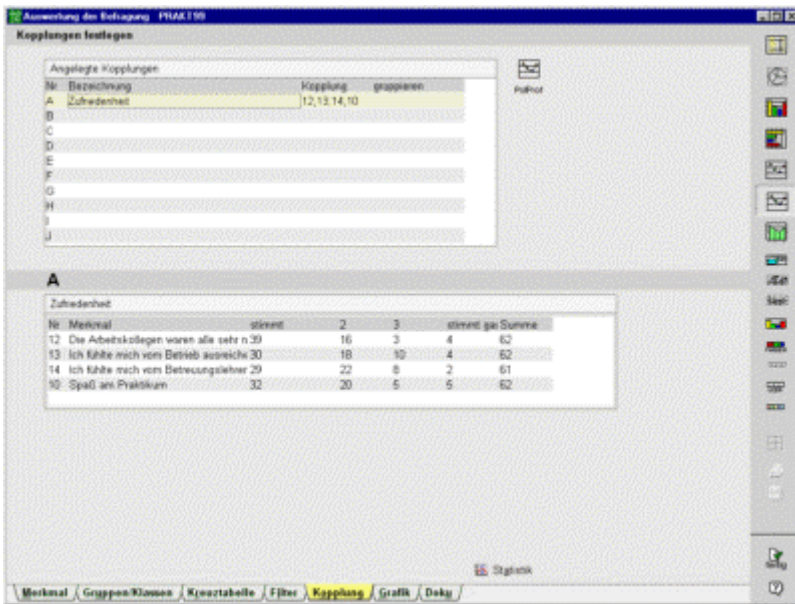 Auswertung der Befragung PRAKT99
Kopplungen festlegen
Angelegte Kopplungen
Nr Bezeichnung Kopplung gruppieren
A Zufredenheit 12,13,14,10
B
C
D
E
F
G
H
I
J
PolProf
A
Zufredenheit
Nr Merkmal stimmt 2 3 stimmt gar Summe
12 Die Arbeitskollegen waren alle sehr n 39 16 3 4 62
13 Ich fühlte mich vom Betrieb ausreiche 30 18 10 4 62
14 Ich fühlte mich vom Betreuungslehrer 29 22 8 2 61
10 Spaß am Praktikum 32 20 5 5 62
Statistik
Merkmal Gruppen/Klassen Kreuztabelle Filter Kopplung Grafik Doku